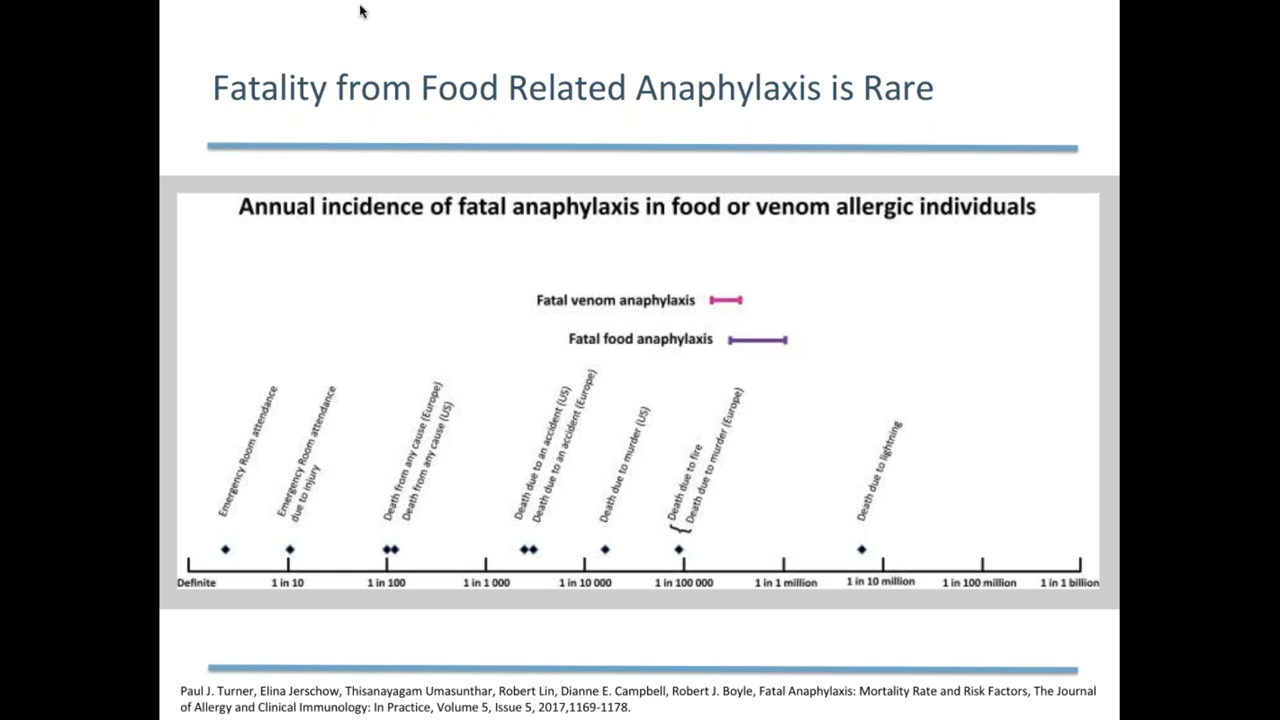 Fatality from Food Related Anaphylaxis is Rare
Annual incidence of fatal anaphylaxis in food or venom allergic individuals
Fatal venom anaphylaxis
Fatal food anaphylaxis
Emergency Room attendance
Emergency Room attendance
due to injury
Death from any cause (Europe)
Death from any cause (US)
Death due to an accident (US)
Death due to an accident (Europe)
Death due to murder (US)
Death due to fire
Death due to murder (Europe)
Death due to lightning
Definite
1 in 10
1 in 100
1 in 1 000
1 in 10 000
1 in 100 000
1 in 1 million
1 in 10 million
1 in 100 million
1 in 1 billion
Paul J. Turner, Elina Jerschow, Thisanayagam Umasunthar, Robert Lin, Dianne E. Campbell, Robert J. Boyle, Fatal Anaphylaxis: Mortality Rate and Risk Factors, The Journal
of Allergy and Clinical Immunology: In Practice, Volume 5, Issue 5, 2017,1169-1178.